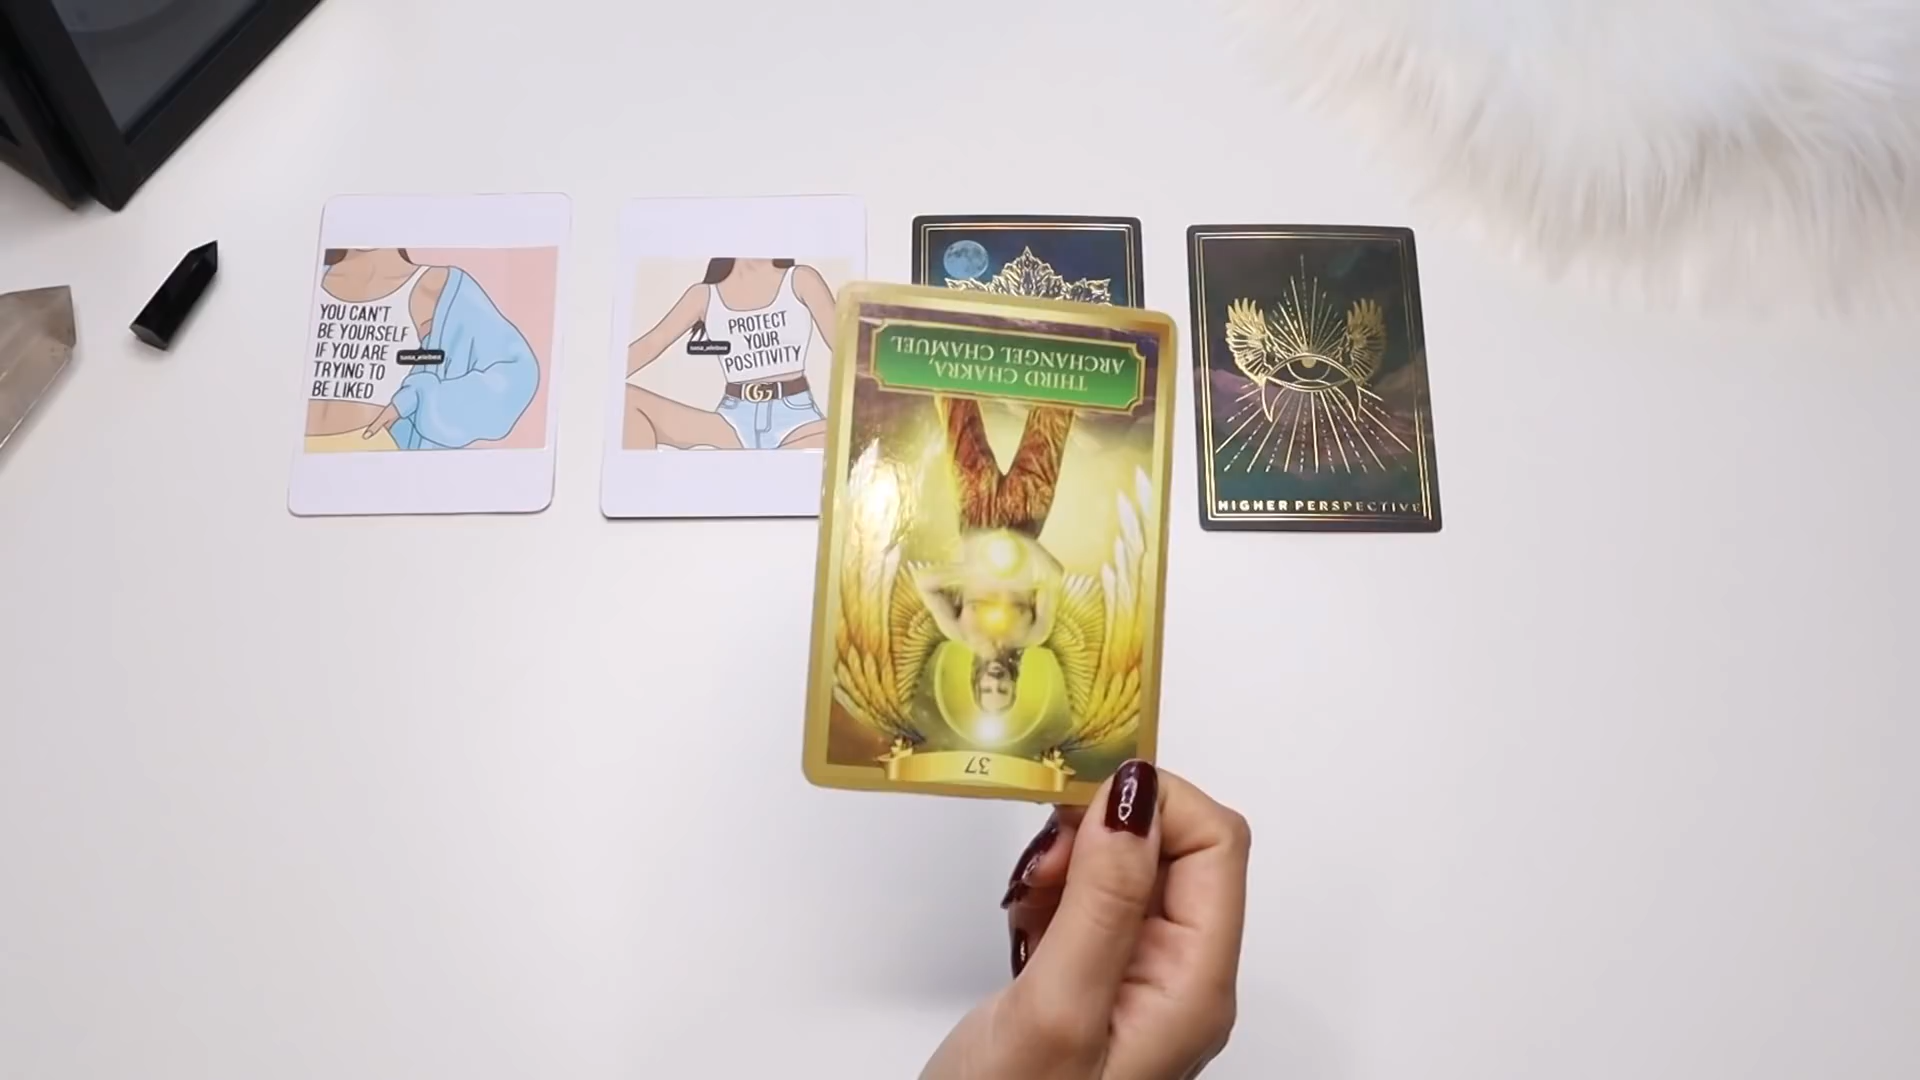 YOU CAN'T
BE YOURSELF
IF YOU ARE
TRYING TO
BE LIKED
PROTECT
YOUR
POSITIVITY
THIRD CHAKRA,
ARCHANGEL CHAMUEL
37
HIGHER PERSPECTIVE